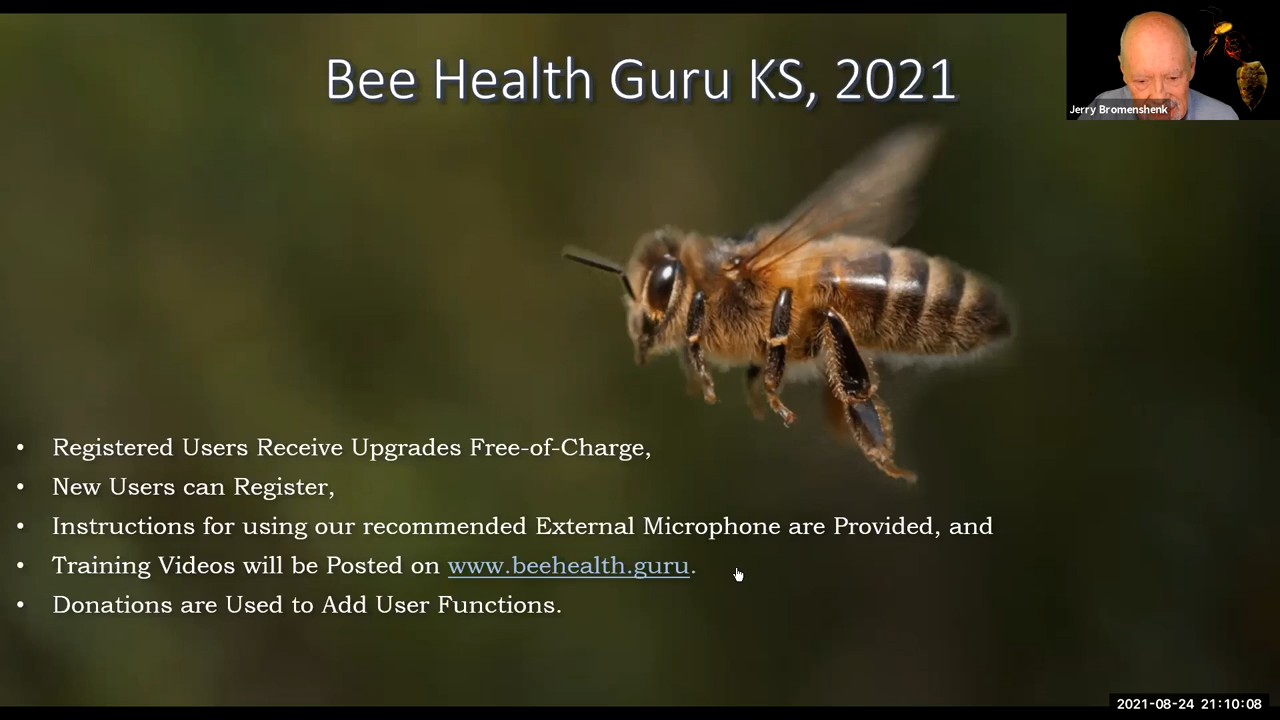 Bee Health Guru KS, 2021
Jerry Bromenshenk
• Registered Users Receive Upgrades Free-of-Charge,
• New Users can Register,
• Instructions for using our recommended External Microphone are Provided, and
• Training Videos will be Posted on www.beehealth.guru.
• Donations are Used to Add User Functions.
2021-08-24 21:10:08